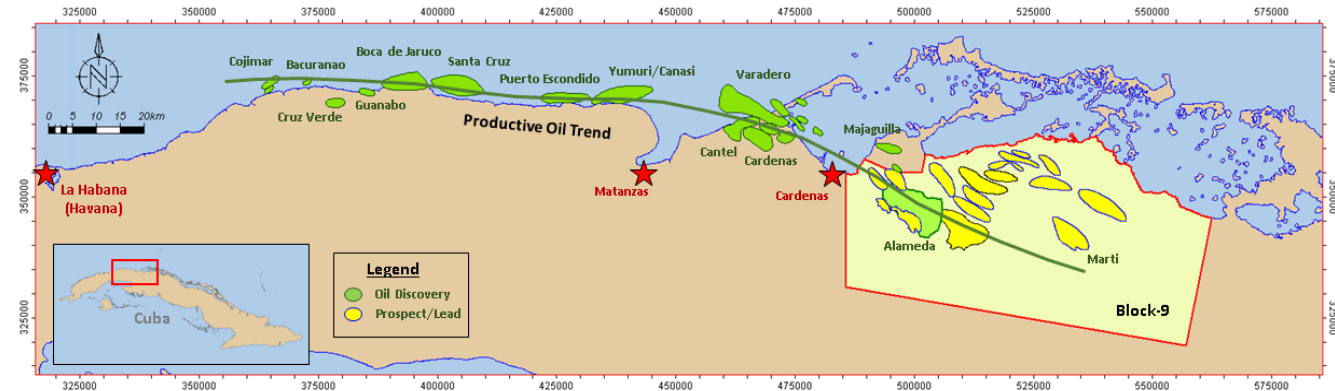 325000 350000 375000 400000 425000 450000 475000 500000 525000 550000 575000
375000
350000
325000
375000
350000
325000
N
0 5 10 15 20km
Cojimar
Bacuranao
Boca de Jaruco
Santa Cruz
Puerto Escondido
Yumuri/Canasi
Varadero
Guanabo
Cruz Verde
Productive Oil Trend
Majaguilla
Cantel
Cardenas
La Habana
(Havana)
Matanzas
Cardenas
Alameda
Marti
Block-9
Cuba
Legend
Oil Discovery
Prospect/Lead
325000 350000 375000 400000 425000 450000 475000 500000 525000 550000 575000